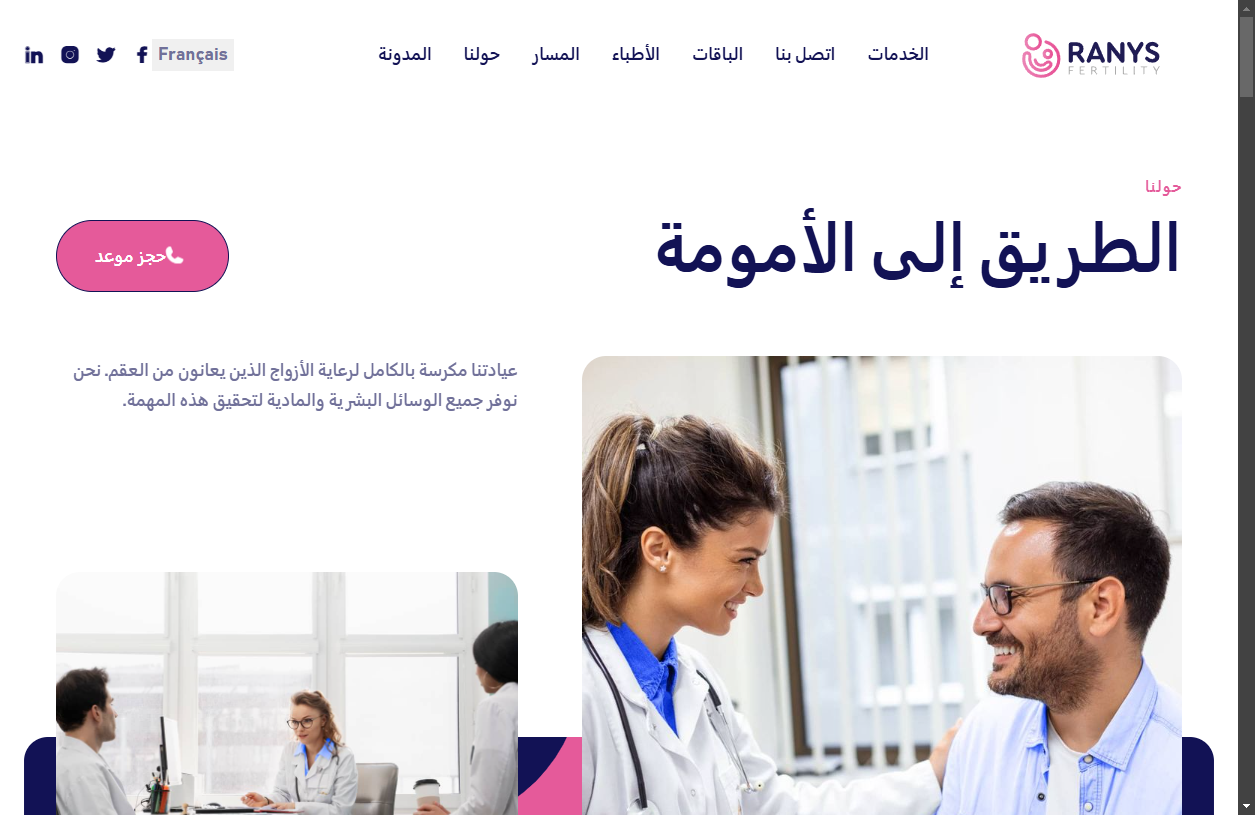 RANYS
FERTILITY
الخدمات
اتصل بنا
الباقات
الأطباء
المسار
حولنا
المدونة
Français
حولنا
الطريق إلى الأمومة
حجز موعد
عيادتنا مكرسة بالكامل لرعاية الأزواج الذين يعانون من العقم. نحن
نوفر جميع الوسائل البشرية والمادية لتحقيق هذه المهمة.